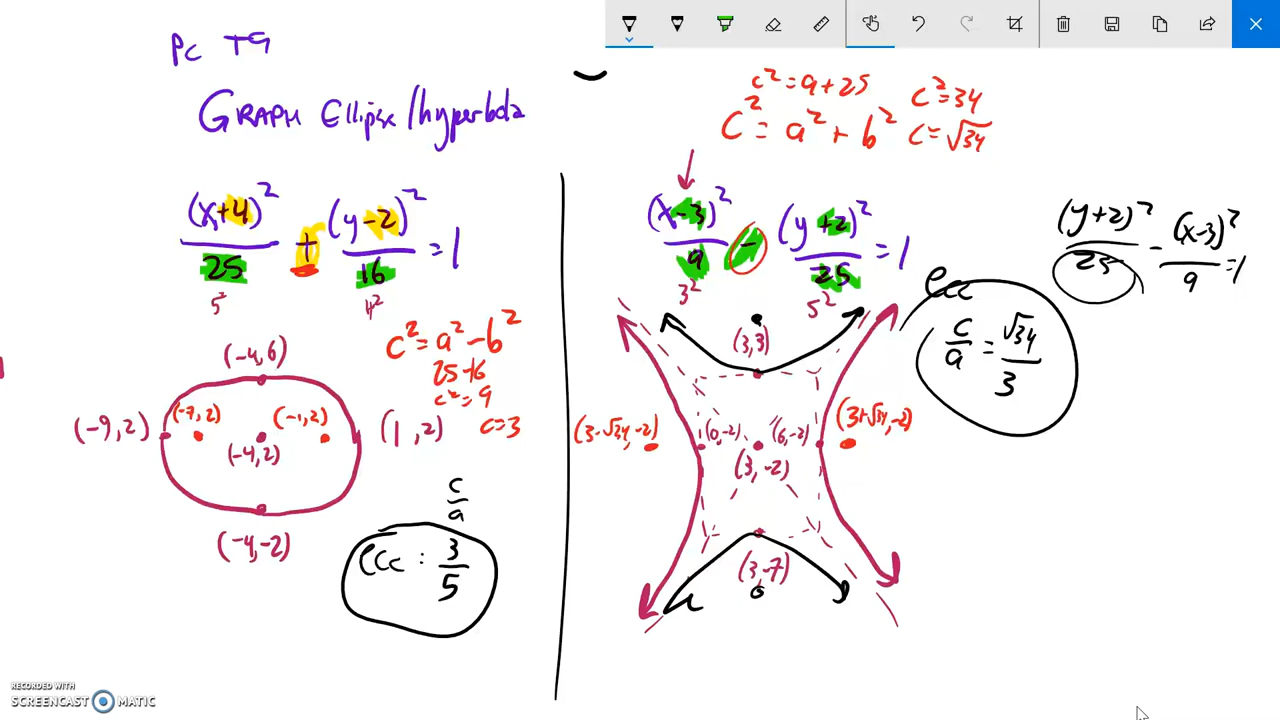 Pc T9
GRAPH Ellipse/hyperbola
(x+4)² / 25 + (y-2)² / 16 = 1
5² 4²
c² = a² - b²
25-16
c² = 9
c=3
(-4,6)
(-9,2) (-7,2) (-1,2) (1,2)
(-4,2)
(-4,-2)
c/a
ecc : 3/5
c² = 9+25 c²=34
c² = a² + b² c=√34
(x-3)² / 9 - (y+2)² / 25 = 1
3² 5²
(3,3)
(3-√34,-2) (0,-2) (6,-2) (3+√34,-2)
(3,-2)
(3,-7)
(y+2)² / 25 - (x-3)² / 9 = 1
ecc
c/a = √34/3
RECORDED WITH
SCREENCAST MATIC